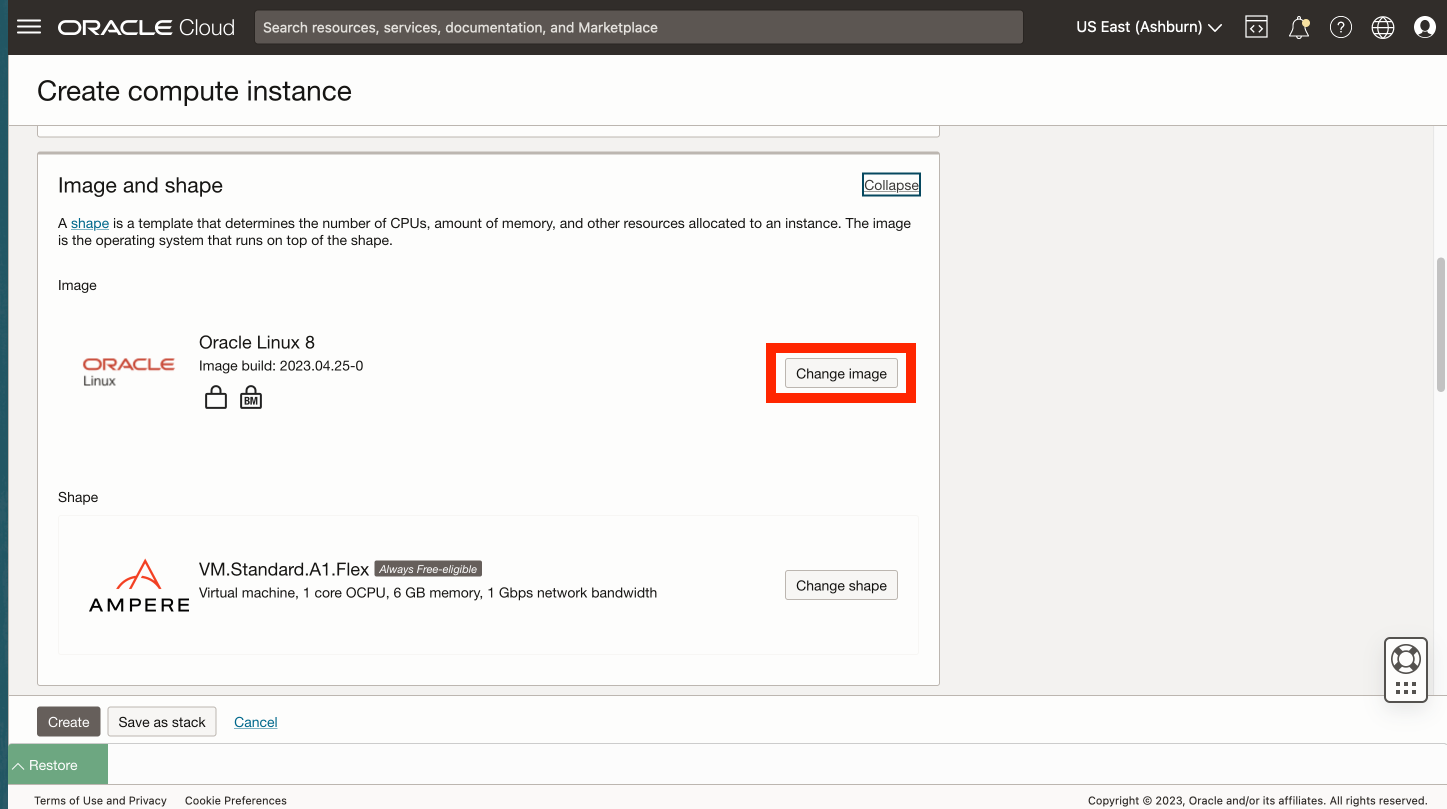 ORACLE Cloud
Search resources, services, documentation, and Marketplace
US East (Ashburn)
Create compute instance
Image and shape
Collapse
A shape is a template that determines the number of CPUs, amount of memory, and other resources allocated to an instance. The image
is the operating system that runs on top of the shape.
Image
ORACLE
Linux
Oracle Linux 8
Image build: 2023.04.25-0
BM
Change image
Shape
AMPERE
VM.Standard.A1.Flex Always Free-eligible
Virtual machine, 1 core OCPU, 6 GB memory, 1 Gbps network bandwidth
Change shape
Create
Save as stack
Cancel
Restore
Terms of Use and Privacy
Cookie Preferences
Copyright © 2023, Oracle and/or its affiliates. All rights reserved.